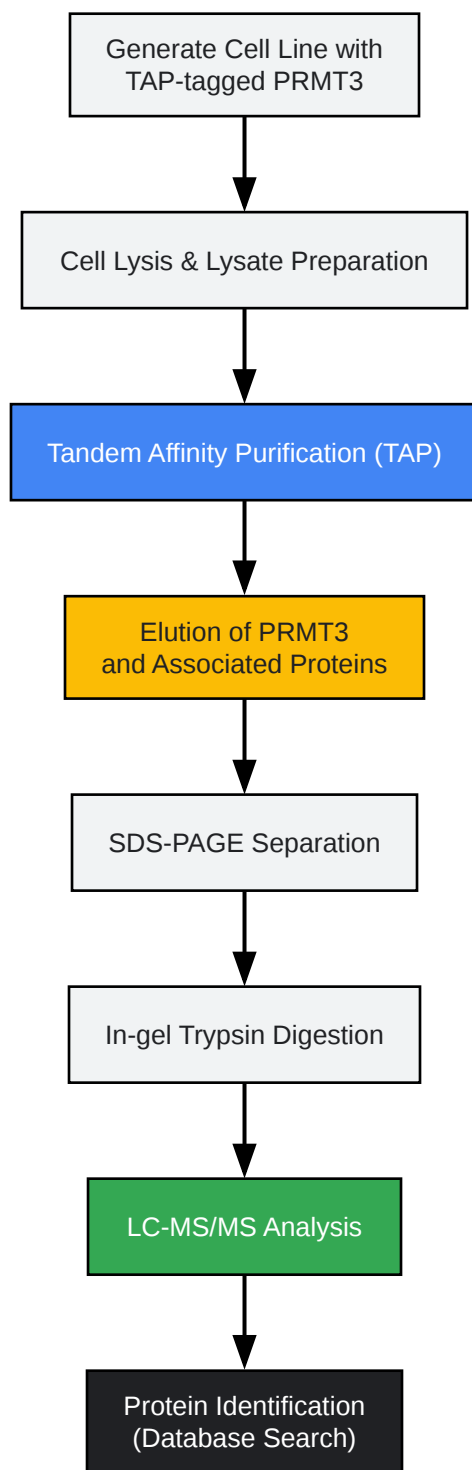 Generate Cell Line with
TAP-tagged PRMT3
Cell Lysis & Lysate Preparation
Tandem Affinity Purification (TAP)
Elution of PRMT3
and Associated Proteins
SDS-PAGE Separation
In-gel Trypsin Digestion
LC-MS/MS Analysis
Protein Identification
(Database Search)